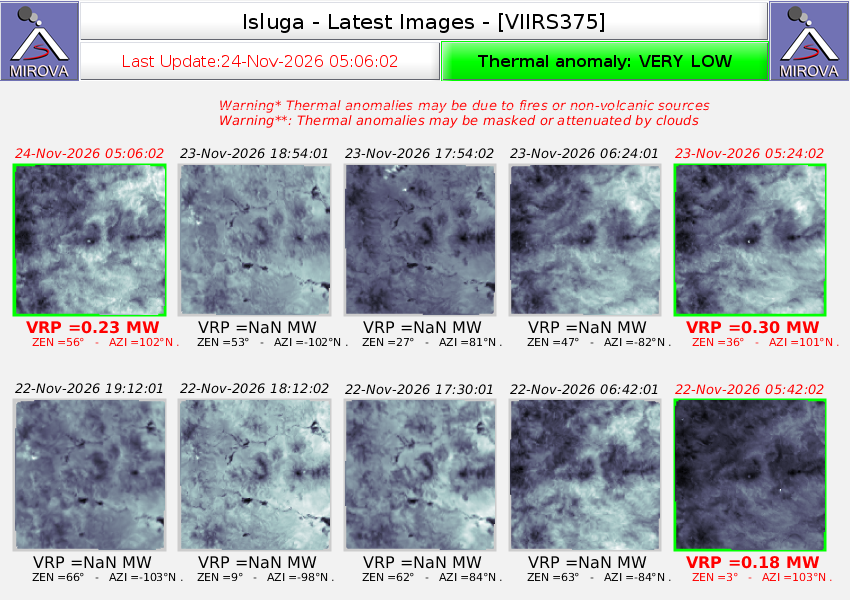 Isluga - Latest Images - [VIIRS375]
MIROVA
Last Update:24-Nov-2026 05:06:02
Thermal anomaly: VERY LOW
MIROVA
Warning* Thermal anomalies may be due to fires or non-volcanic sources
Warning**: Thermal anomalies may be masked or attenuated by clouds
24-Nov-2026 05:06:02 23-Nov-2026 18:54:01 23-Nov-2026 17:54:02 23-Nov-2026 06:24:01 23-Nov-2026 05:24:02
VRP =0.23 MW VRP =NaN MW VRP =NaN MW VRP =NaN MW VRP =0.30 MW
ZEN =56° - AZI =102°N . ZEN =53° - AZI =-102°N . ZEN =27° - AZI =81°N . ZEN =47° - AZI =-82°N . ZEN =36° - AZI =101°N .
22-Nov-2026 19:12:01 22-Nov-2026 18:12:02 22-Nov-2026 17:30:01 22-Nov-2026 06:42:01 22-Nov-2026 05:42:02
VRP =NaN MW VRP =NaN MW VRP =NaN MW VRP =NaN MW VRP =0.18 MW
ZEN =66° - AZI =-103°N . ZEN =9° - AZI =-98°N . ZEN =62° - AZI =84°N . ZEN =63° - AZI =-84°N . ZEN =3° - AZI =103°N .